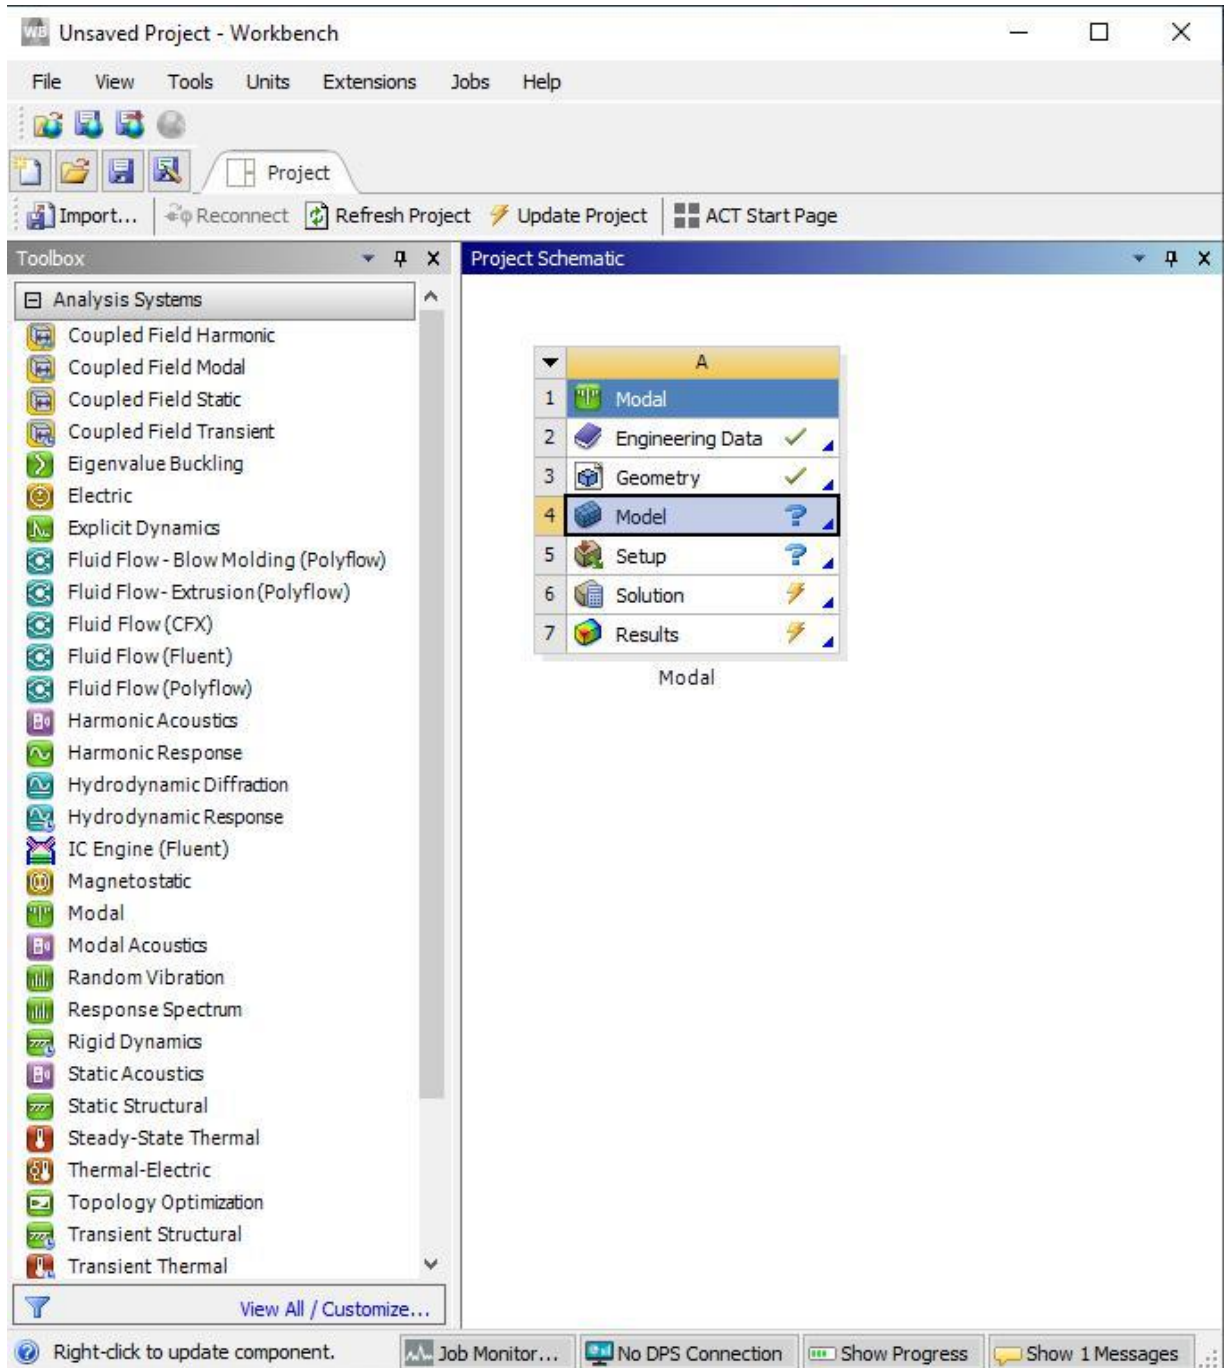 WB Unsaved Project - Workbench
File View Tools Units Extensions Jobs Help
Project
Import... Reconnect Refresh Project Update Project ACT Start Page
Toolbox
Project Schematic
Analysis Systems
Coupled Field Harmonic
Coupled Field Modal
Coupled Field Static
Coupled Field Transient
Eigenvalue Buckling
Electric
Explicit Dynamics
Fluid Flow - Blow Molding (Polyflow)
Fluid Flow - Extrusion (Polyflow)
Fluid Flow (CFX)
Fluid Flow (Fluent)
Fluid Flow (Polyflow)
Harmonic Acoustics
Harmonic Response
Hydrodynamic Diffraction
Hydrodynamic Response
IC Engine (Fluent)
Magnetostatic
Modal
Modal Acoustics
Random Vibration
Response Spectrum
Rigid Dynamics
Static Acoustics
Static Structural
Steady-State Thermal
Thermal-Electric
Topology Optimization
Transient Structural
Transient Thermal
View All / Customize...
A
1 Modal
2 Engineering Data
3 Geometry
4 Model ?
5 Setup ?
6 Solution
7 Results
Modal
Right-click to update component. Job Monitor... No DPS Connection Show Progress Show 1 Messages